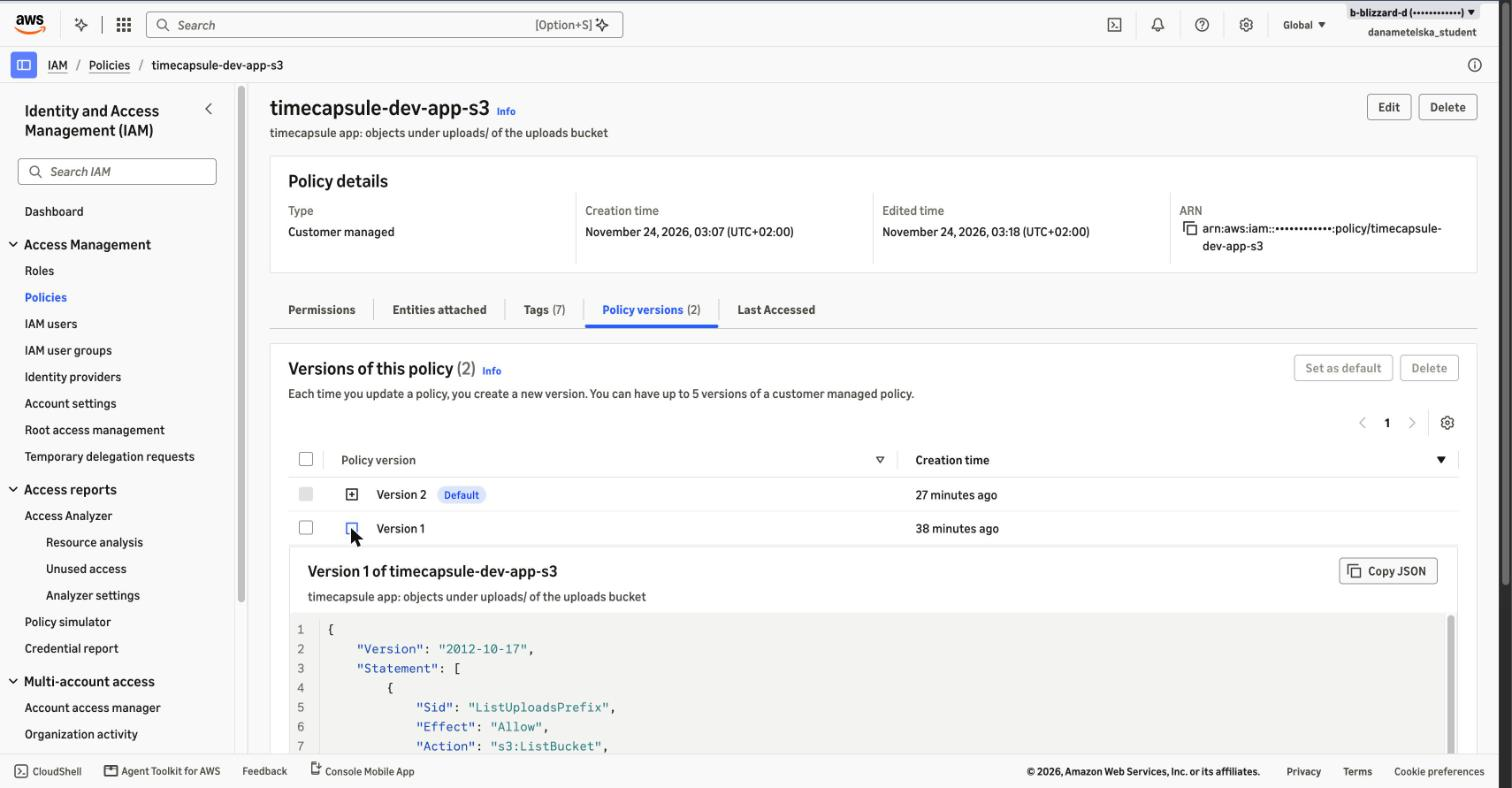 aws
Search
[Option+S]
b-blizzard-d (••••••••••••)
Global
danametelska_student
IAM / Policies / timecapsule-dev-app-s3
Identity and Access
Management (IAM)
Search IAM
Dashboard
Access Management
Roles
Policies
IAM users
IAM user groups
Identity providers
Account settings
Root access management
Temporary delegation requests
Access reports
Access Analyzer
Resource analysis
Unused access
Analyzer settings
Policy simulator
Credential report
Multi-account access
Account access manager
Organization activity
timecapsule-dev-app-s3 Info
Edit
Delete
timecapsule app: objects under uploads/ of the uploads bucket
Policy details
Type
Customer managed
Creation time
November 24, 2026, 03:07 (UTC+02:00)
Edited time
November 24, 2026, 03:18 (UTC+02:00)
ARN
arn:aws:iam::••••••••••••:policy/timecapsule-
dev-app-s3
Permissions
Entities attached
Tags (7)
Policy versions (2)
Last Accessed
Versions of this policy (2) Info
Set as default
Delete
Each time you update a policy, you create a new version. You can have up to 5 versions of a customer managed policy.
1
Policy version
Creation time
Version 2 Default
27 minutes ago
Version 1
38 minutes ago
Version 1 of timecapsule-dev-app-s3
Copy JSON
timecapsule app: objects under uploads/ of the uploads bucket
1 {
2 "Version": "2012-10-17",
3 "Statement": [
4 {
5 "Sid": "ListUploadsPrefix",
6 "Effect": "Allow",
7 "Action": "s3:ListBucket",
CloudShell
Agent Toolkit for AWS
Feedback
Console Mobile App
© 2026, Amazon Web Services, Inc. or its affiliates.
Privacy
Terms
Cookie preferences